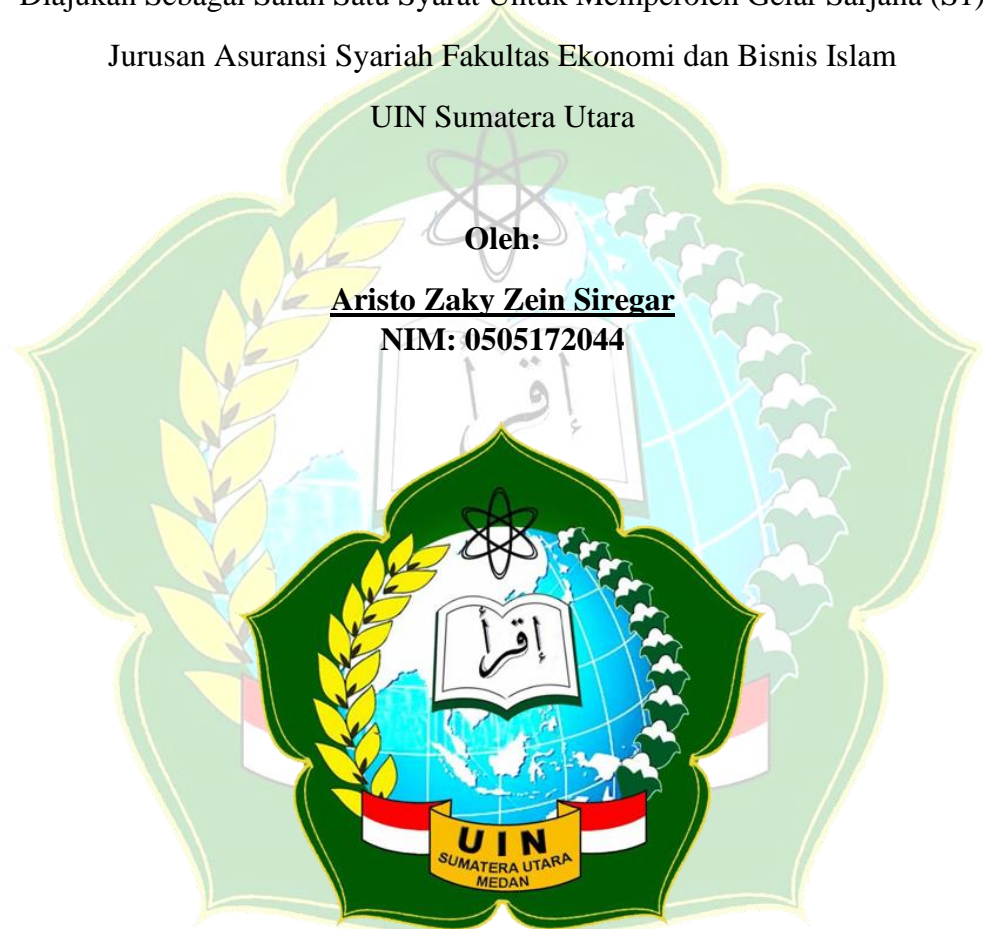 Diajukan Sebagai Salah Satu Syarat Untuk Memperoleh Gelar Sarjana (S1)
Jurusan Asuransi Syariah Fakultas Ekonomi dan Bisnis Islam
UIN Sumatera Utara
Oleh:
Aristo Zaky Zein Siregar
NIM: 0505172044
إقرأ
إقرأ
UIN
SUMATERA UTARA
MEDAN